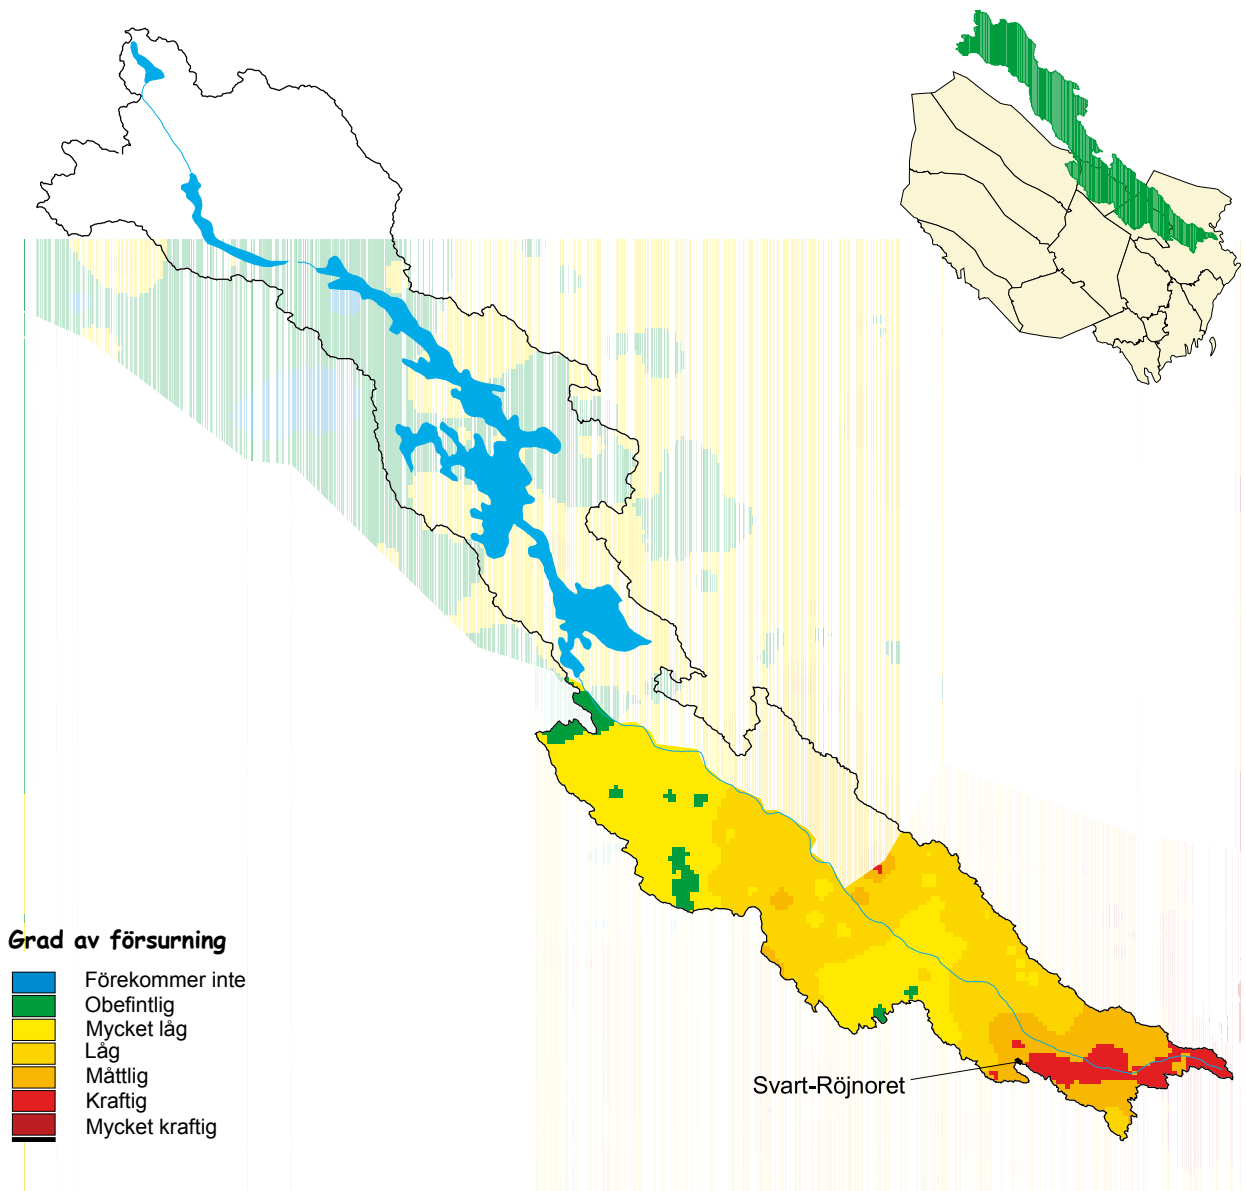 Grad av försurning
Förekommer inte
Obefintlig
Mycket låg
Låg
Måttlig
Kraftig
Mycket kraftig
Svart-Röjnoret